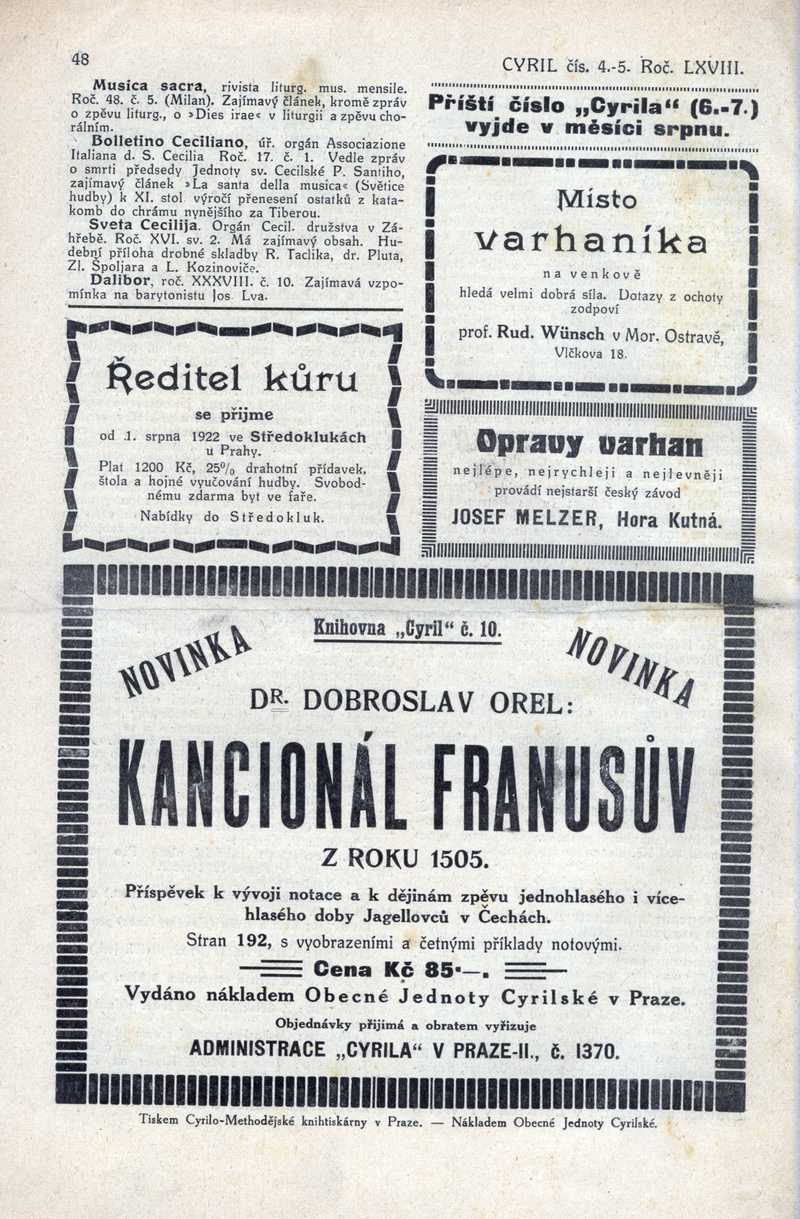 48
CYRIL čís. 4.-5. Roč. LXVIII.
Musica sacra, rivista liturg. mus. mensile.
Roč. 48. č. 5. (Milan). Zajímavý článek, kromě zpráv
o zpěvu liturg., o »Dies irae« v liturgii a zpěvu cho-
rálním.
Bolletino Ceciliano, úř. orgán Associazione
Italiana d. S. Cecilia Roč. 17. č. 1. Vedle zpráv
o smrti předsedy Jednoty sv. Cecilské P. Santiho,
zajímavý článek »La santa della musica« (Světice
hudby) k XI. stol výročí přenesení ostatků z kata-
komb do chrámu nynějšího za Tiberou.
Sveta Cecilija. Orgán Cecil. družstva v Zá-
hřebě. Roč. XVI. sv. 2. Má zajímavý obsah. Hu-
dební příloha drobné skladby R. Taclika, dr. Pluta,
Zl. Špoljara a L. Kozinoviče.
Dalibor, roč. XXXVIII. č. 10. Zajímavá vzpo-
mínka na barytonistu Jos. Lva.
Ředitel kůru
se přijme
od 1. srpna 1922 ve Středoklukách
u Prahy.
Plat 1200 Kč, 25% drahotní přídavek,
štola a hojné vyučování hudby. Svobod-
nému zdarma byt ve faře.
Nabídky do Středokluk.
Příští číslo „Cyrila“ (6.-7.)
vyjde v měsíci srpnu.
Místo
varhaníka
na venkově
hledá velmi dobrá síla. Dotazy z ochoty
zodpoví
prof. Rud. Wünsch v Mor. Ostravě,
Vlčkova 18.
Opravy varhan
nejlépe, nejrychleji a nejlevněji
provádí nejstarší český závod
JOSEF MELZER, Hora Kutná.
NOVINKA
Knihovna „Cyril“ č. 10.
NOVINKA
DR. DOBROSLAV OREL:
KANCIONÁL FRANUSŮV
Z ROKU 1505.
Příspěvek k vývoji notace a k dějinám zpěvu jednohlasého i více-
hlasého doby Jagellovců v Čechách.
Stran 192, s vyobrazeními a četnými příklady notovými.
Cena Kč 85·—.
Vydáno nákladem Obecné Jednoty Cyrilské v Praze.
Objednávky přijímá a obratem vyřizuje
ADMINISTRACE „CYRILA“ V PRAZE-II., č. 1370.
Tiskem Cyrilo-Methodějské knihtiskárny v Praze. — Nákladem Obecné Jednoty Cyrilské.